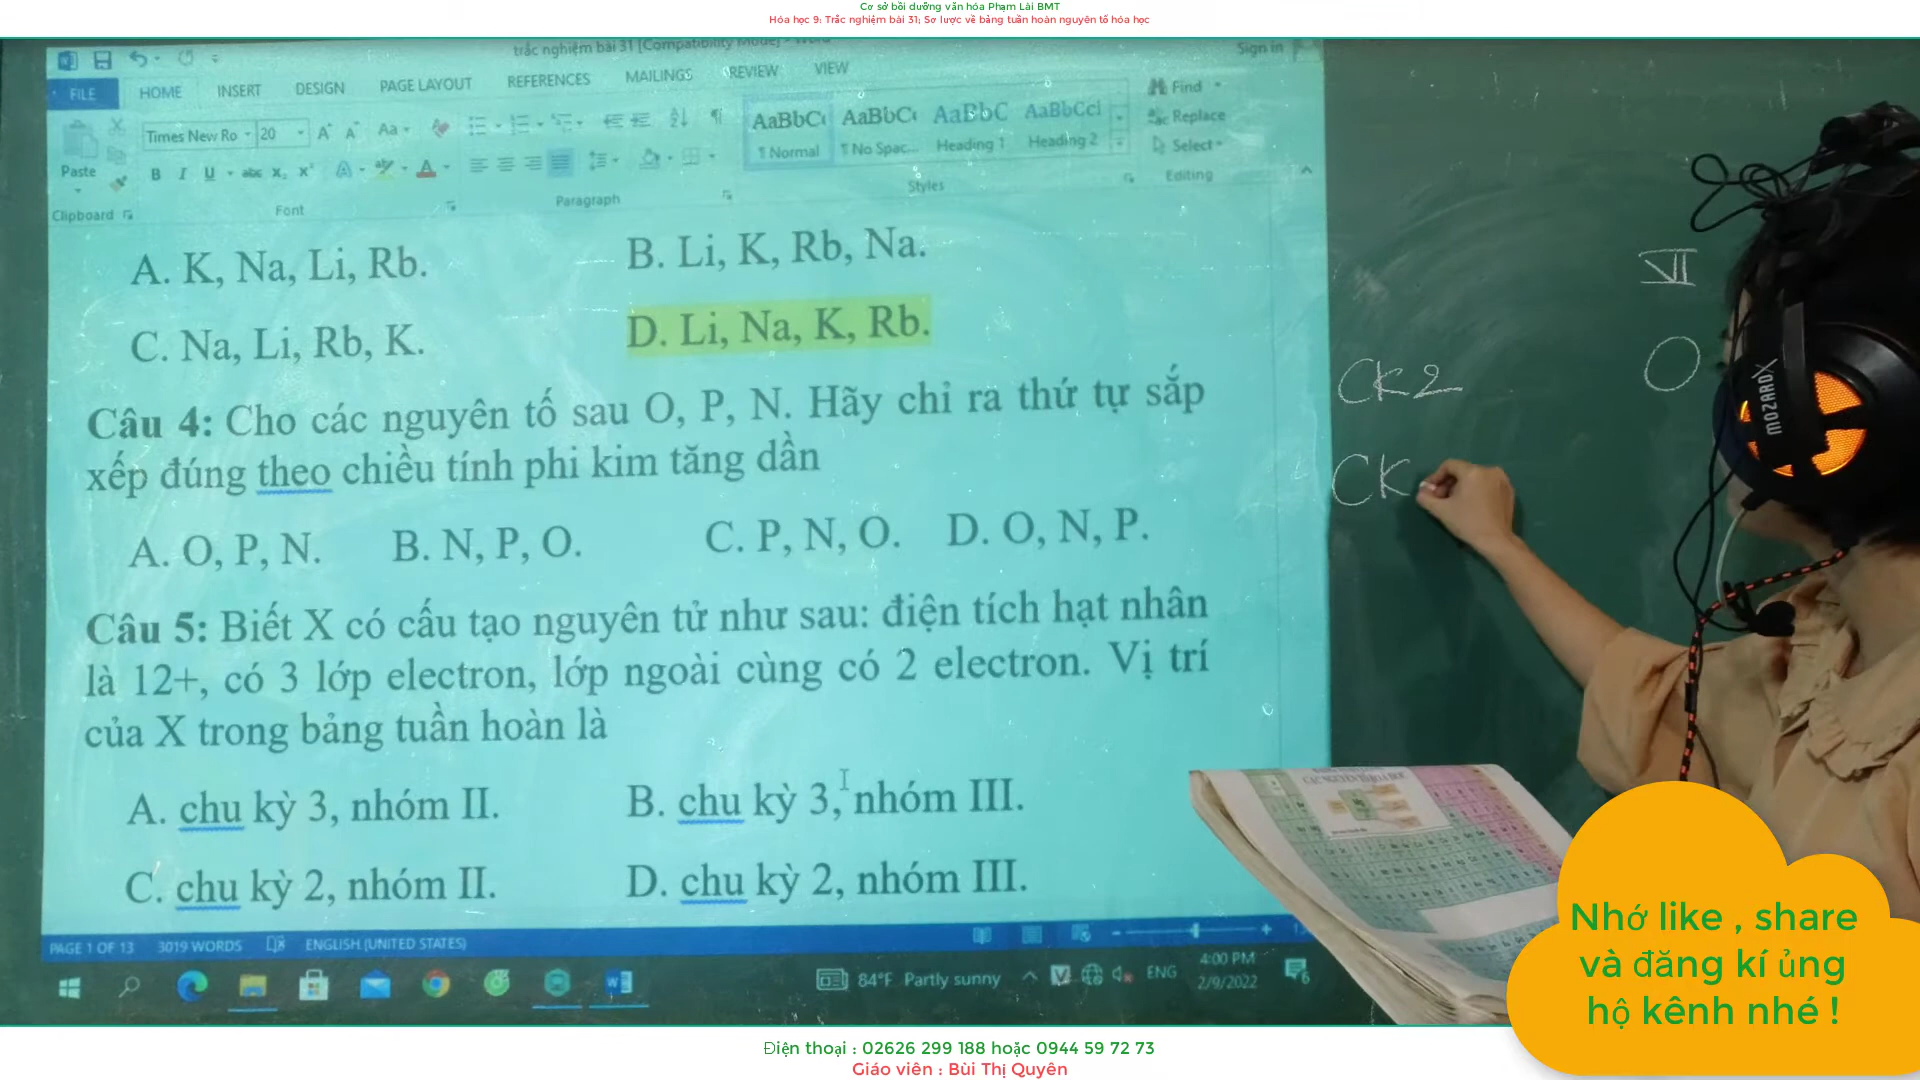 Cơ sở bồi dưỡng văn hóa Phạm Lài BMT
Hóa học 9: Trắc nghiệm bài 31; Sơ lược về bảng tuần hoàn nguyên tố hóa học
trắc nghiệm bài 31 [Compatibility Mode] - Word
Sign in
FILE HOME INSERT DESIGN PAGE LAYOUT REFERENCES MAILINGS REVIEW VIEW
Times New Ro 20
Paste
Clipboard Font Paragraph Styles Editing
AaBbCc AaBbCc AaBbC AaBbCcI
¶ Normal ¶ No Spac... Heading 1 Heading 2
Find
Replace
Select
A. K, Na, Li, Rb. B. Li, K, Rb, Na.
C. Na, Li, Rb, K. D. Li, Na, K, Rb.
Câu 4: Cho các nguyên tố sau O, P, N. Hãy chỉ ra thứ tự sắp
xếp đúng theo chiều tính phi kim tăng dần
A. O, P, N. B. N, P, O. C. P, N, O. D. O, N, P.
Câu 5: Biết X có cấu tạo nguyên tử như sau: điện tích hạt nhân
là 12+, có 3 lớp electron, lớp ngoài cùng có 2 electron. Vị trí
của X trong bảng tuần hoàn là
A. chu kỳ 3, nhóm II. B. chu kỳ 3, nhóm III.
C. chu kỳ 2, nhóm II. D. chu kỳ 2, nhóm III.
PAGE 1 OF 13 3019 WORDS ENGLISH (UNITED STATES)
84°F Partly sunny ENG 4:00 PM
2/9/2022
VI
O
CK2
CK
MOZARDX
Nhớ like , share
và đăng kí ủng
hộ kênh nhé !
Điện thoại : 02626 299 188 hoặc 0944 59 72 73
Giáo viên : Bùi Thị Quyên